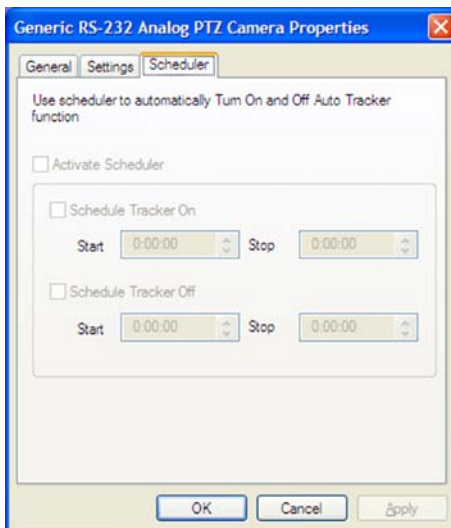 Generic RS-232 Analog PTZ Camera Properties
General Settings Scheduler
Use scheduler to automatically Turn On and Off Auto Tracker
function
Activate Scheduler
Schedule Tracker On
Start 0:00:00 Stop 0:00:00
Schedule Tracker Off
Start 0:00:00 Stop 0:00:00
OK Cancel Apply